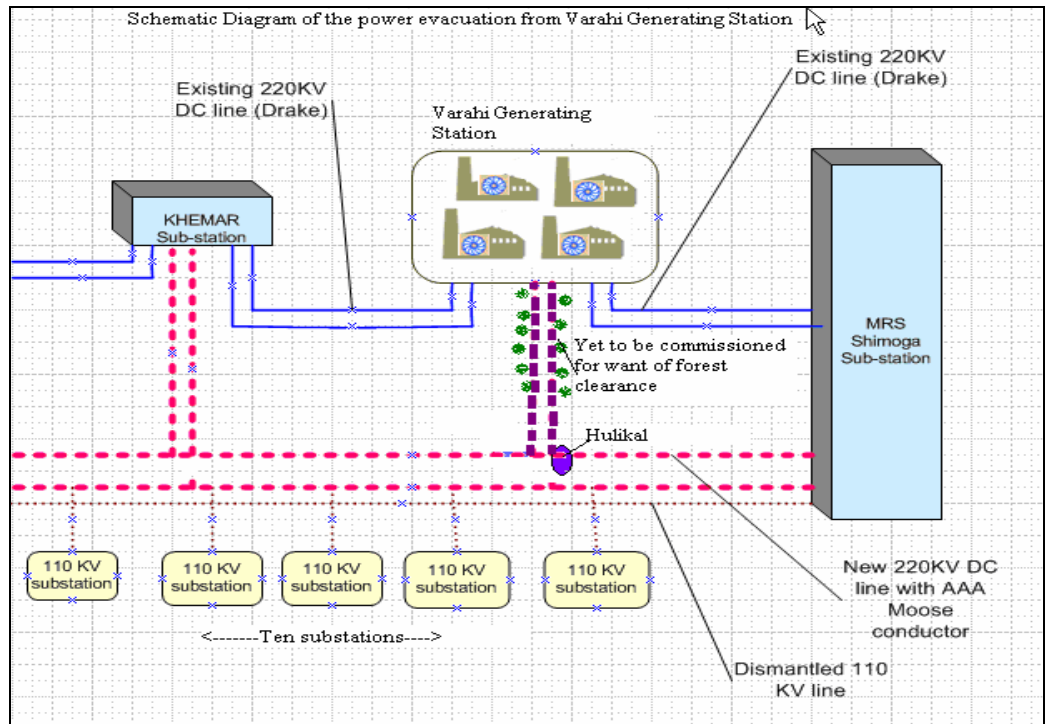 Schematic Diagram of the power evacuation from Varahi Generating Station
Existing 220KV
DC line (Drake)
Existing 220KV
DC line (Drake)
Varahi Generating
Station
KHEMAR
Sub-station
MRS
Shimoga
Sub-station
Yet to be commissioned
for want of forest
clearance
Hulikal
110 KV
substation
110 KV
substation
110 KV
substation
110 KV
substation
110 KV
substation
<-------Ten substations---->
New 220KV DC
line with AAA
Moose
conductor
Dismantled 110
KV line